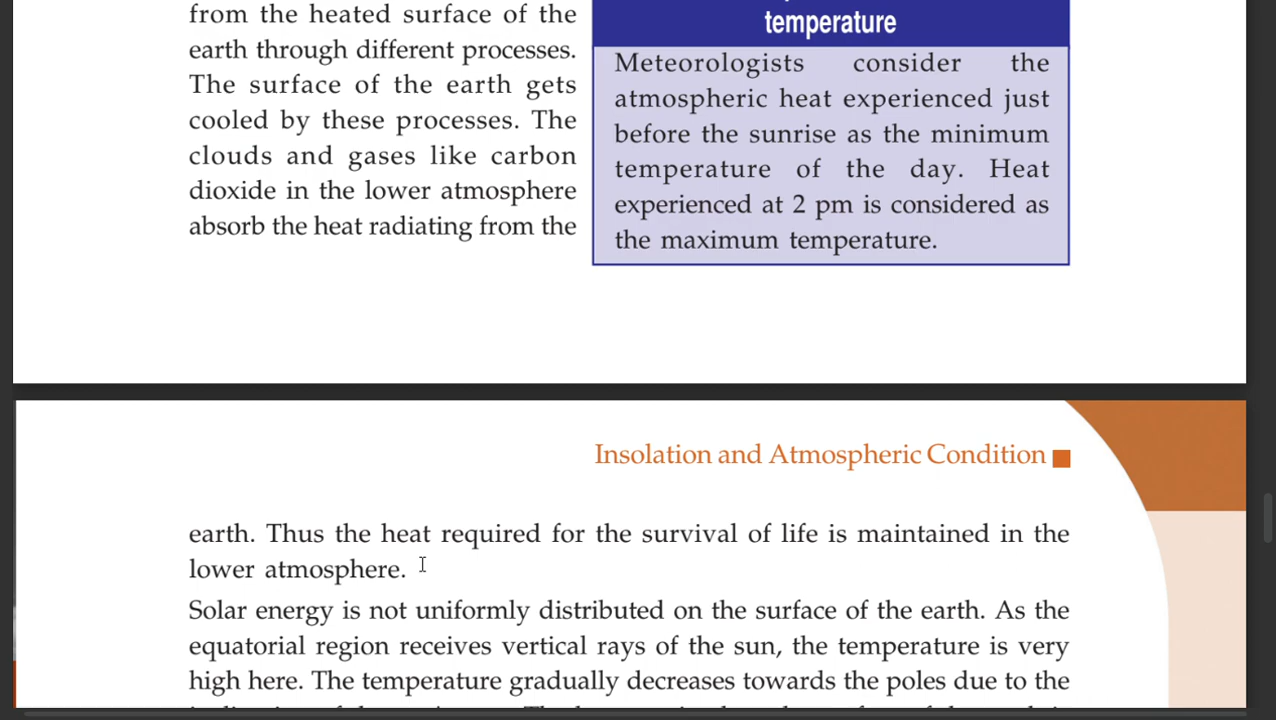 from the heated surface of the
earth through different processes.
The surface of the earth gets
cooled by these processes. The
clouds and gases like carbon
dioxide in the lower atmosphere
absorb the heat radiating from the
temperature
Meteorologists consider the
atmospheric heat experienced just
before the sunrise as the minimum
temperature of the day. Heat
experienced at 2 pm is considered as
the maximum temperature.
Insolation and Atmospheric Condition
earth. Thus the heat required for the survival of life is maintained in the
lower atmosphere.
Solar energy is not uniformly distributed on the surface of the earth. As the
equatorial region receives vertical rays of the sun, the temperature is very
high here. The temperature gradually decreases towards the poles due to the